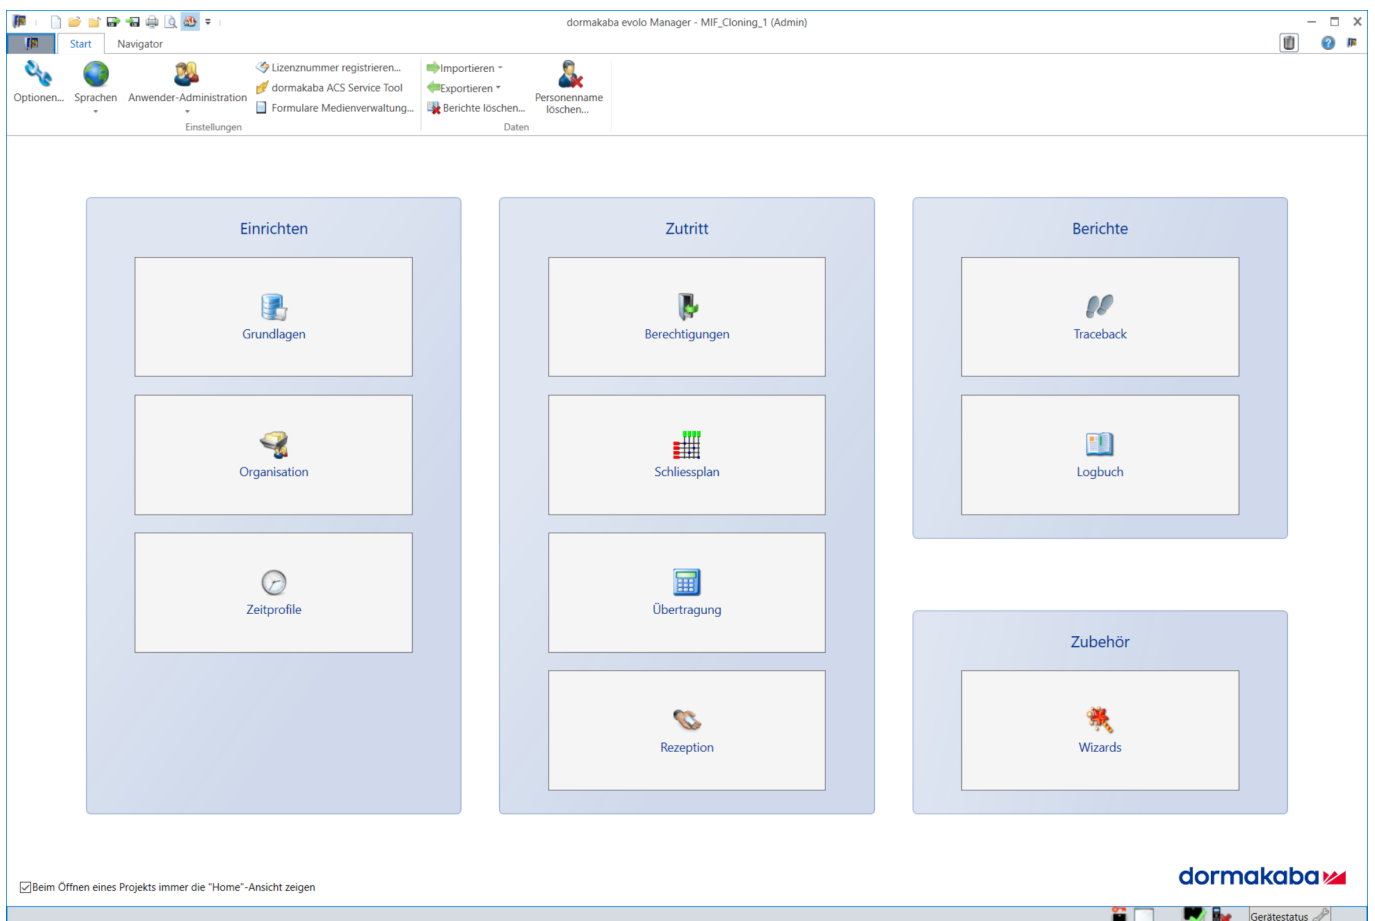 dormakaba evolo Manager - MIF_Cloning_1 (Admin)
Start Navigator
Optionen...
Sprachen
Anwender-Administration
Lizenznummer registrieren...
dormakaba ACS Service Tool
Formulare Medienverwaltung...
Einstellungen
Importieren
Exportieren
Berichte löschen...
Personenname
löschen...
Daten
Einrichten
Grundlagen
Organisation
Zeitprofile
Zutritt
Berechtigungen
Schliessplan
Übertragung
Rezeption
Berichte
Traceback
Logbuch
Zubehör
Wizards
Beim Öffnen eines Projekts immer die "Home"-Ansicht zeigen
dormakaba
Gerätestatus